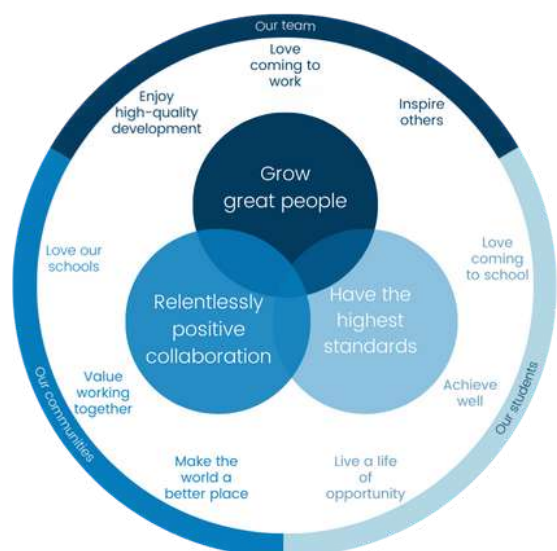 Our team
Love
coming to
work
Enjoy
high-quality
development
Inspire
others
Grow
great people
Love our
schools
Love
coming
to school
Relentlessly
positive
collaboration
Have the
highest
standards
Value
working
together
Achieve
well
Our communities
Our students
Make the
world a
better place
Live a life
of
opportunity